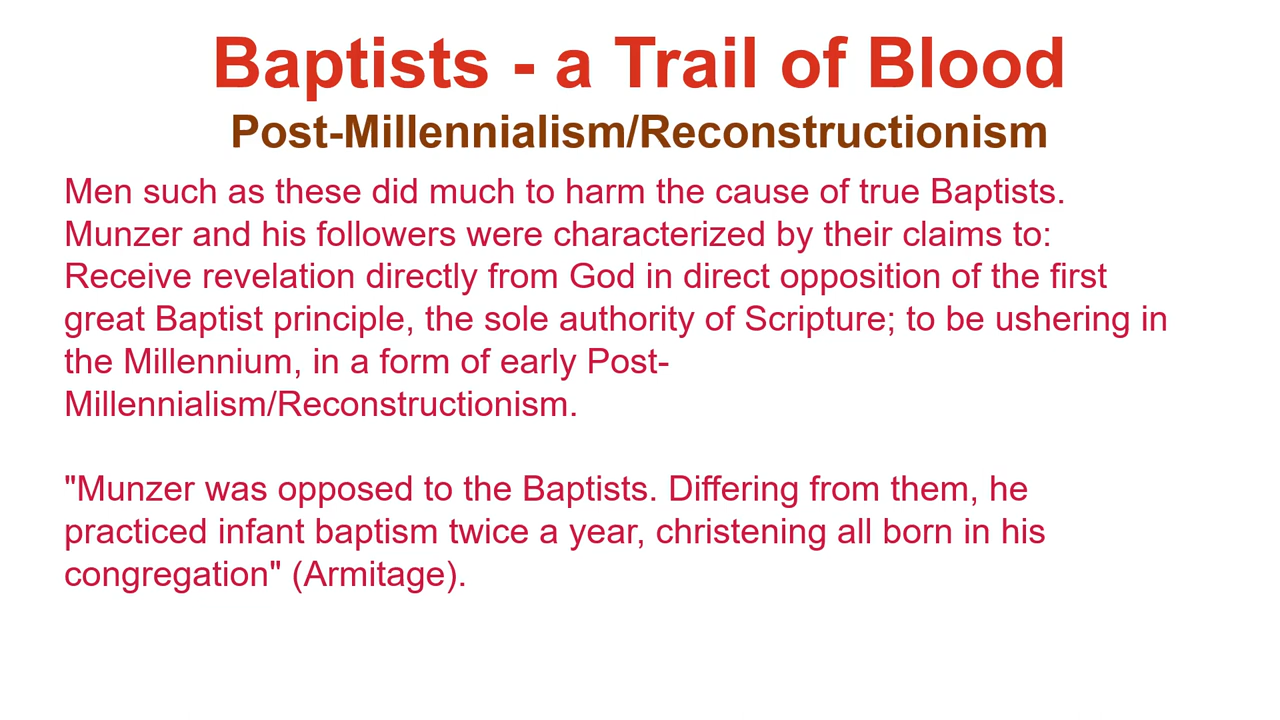 Baptists - a Trail of Blood
Post-Millennialism/Reconstructionism
Men such as these did much to harm the cause of true Baptists.
Munzer and his followers were characterized by their claims to:
Receive revelation directly from God in direct opposition of the first
great Baptist principle, the sole authority of Scripture; to be ushering in
the Millennium, in a form of early Post-
Millennialism/Reconstructionism.
"Munzer was opposed to the Baptists. Differing from them, he
practiced infant baptism twice a year, christening all born in his
congregation" (Armitage).